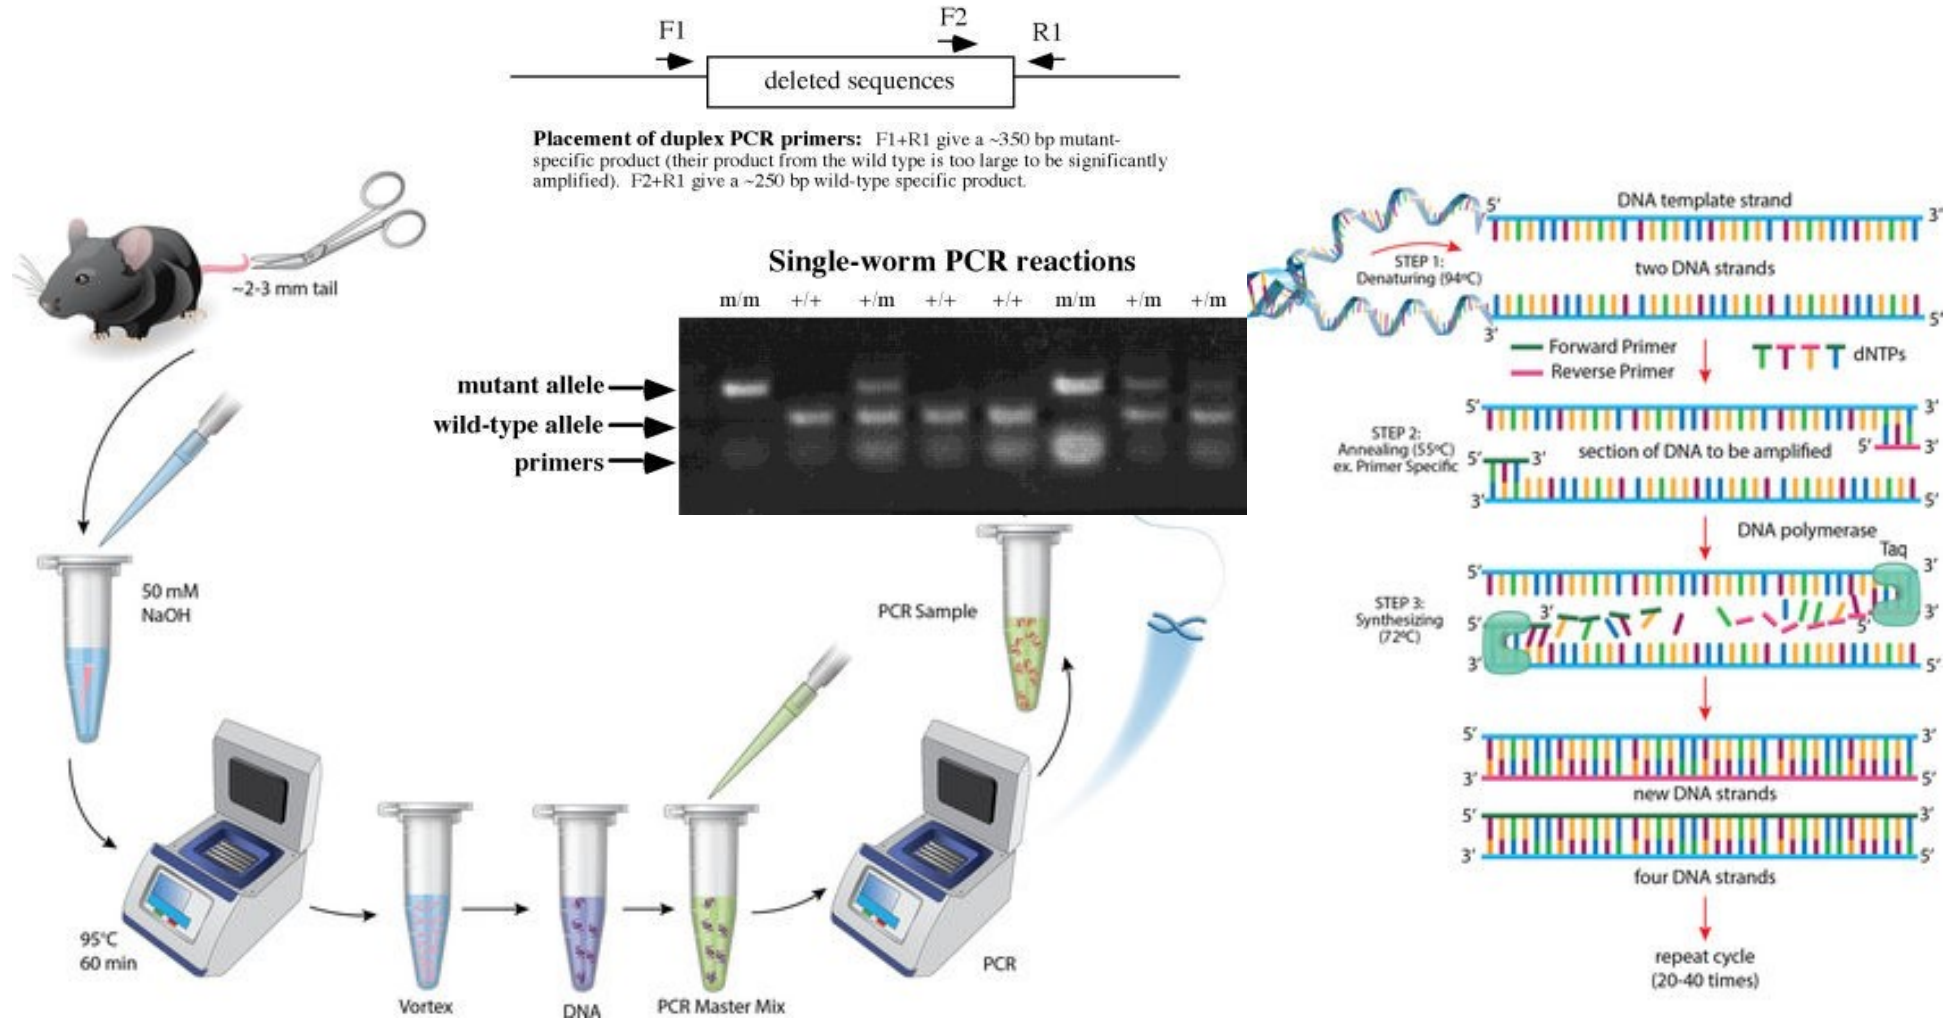 F1
F2
R1
deleted sequences
Placement of duplex PCR primers: F1+R1 give a ~350 bp mutant-
specific product (their product from the wild type is too large to be significantly
amplified). F2+R1 give a ~250 bp wild-type specific product.
~2-3 mm tail
50 mM
NaOH
95°C
60 min
Vortex
DNA
PCR Master Mix
PCR
PCR Sample
Single-worm PCR reactions
m/m +/+ +/m +/+ +/+ m/m +/m +/m
mutant allele
wild-type allele
primers
5' DNA template strand 3'
STEP 1:
Denaturing (94ºC)
two DNA strands
3' 5'
Forward Primer
Reverse Primer
dNTPs
5' 3'
STEP 2:
Annealing (55ºC)
ex. Primer Specific
5' 3'
section of DNA to be amplified
5' 3'
3' 5'
DNA polymerase
Taq
5' 3'
STEP 3:
Synthesizing
(72ºC)
5' 3'
5' 3'
3' 5'
5' 3'
3' 5'
new DNA strands
5' 3'
3' 5'
four DNA strands
repeat cycle
(20-40 times)